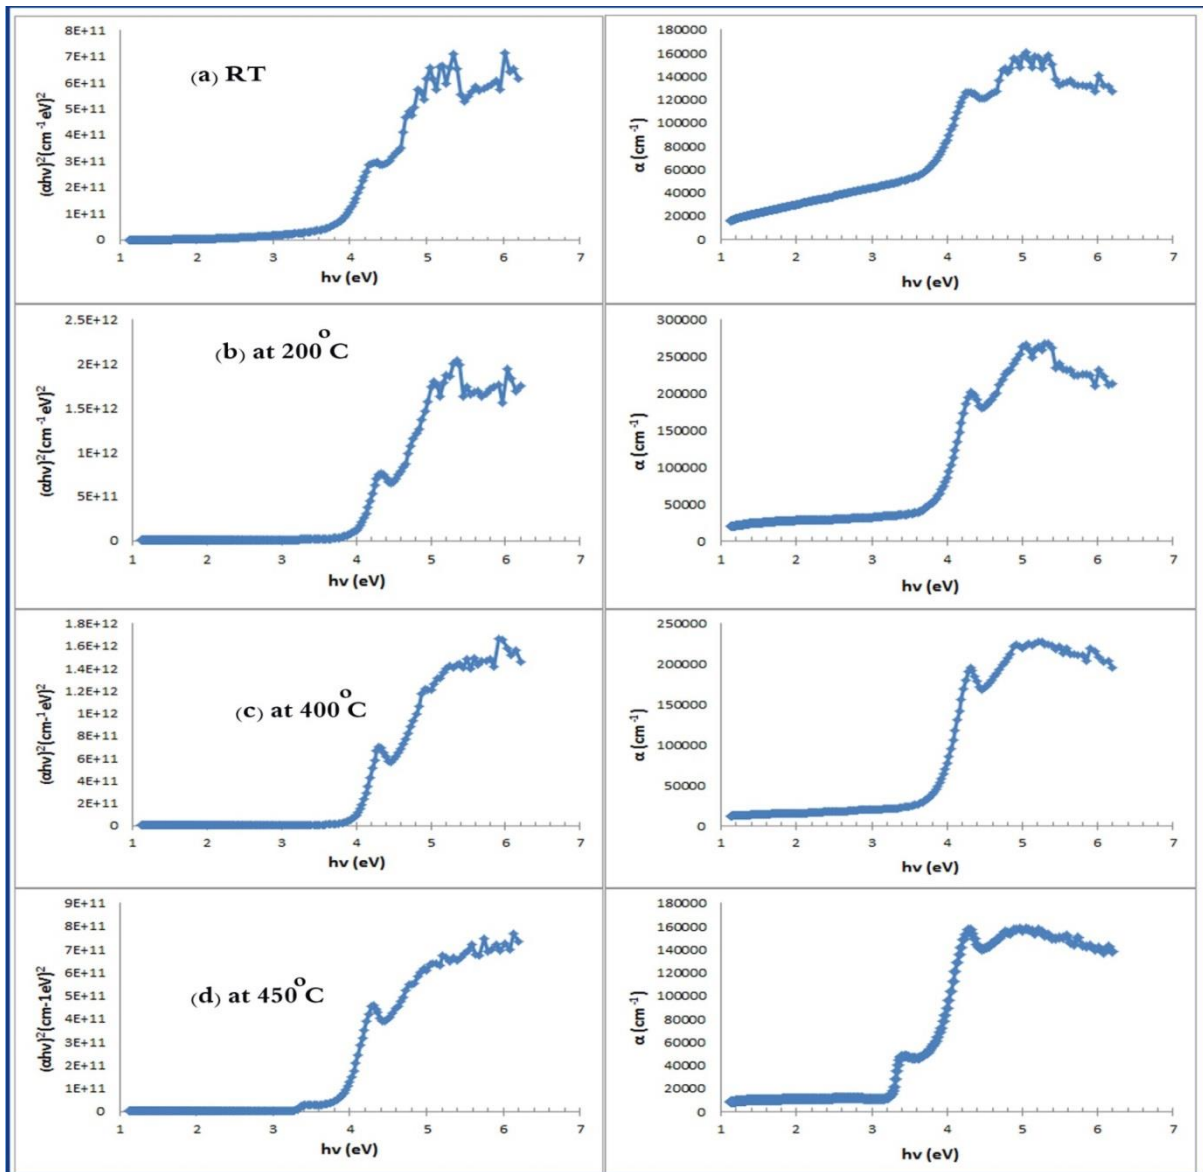 8E+11
7E+11
6E+11
5E+11
4E+11
3E+11
2E+11
1E+11
0
(αhν)²(cm⁻¹eV)²
(a) RT
1 2 3 4 5 6 7
hν (eV)
180000
160000
140000
120000
100000
80000
60000
40000
20000
0
α (cm⁻¹)
1 2 3 4 5 6 7
hν (eV)
2.5E+12
2E+12
1.5E+12
1E+12
5E+11
0
(αhν)²(cm⁻¹eV)²
(b) at 200°C
1 2 3 4 5 6 7
hν (eV)
300000
250000
200000
150000
100000
50000
0
α (cm⁻¹)
1 2 3 4 5 6 7
hν (eV)
1.8E+12
1.6E+12
1.4E+12
1.2E+12
1E+12
8E+11
6E+11
4E+11
2E+11
0
(αhν)²(cm-1eV)²
(c) at 400°C
1 2 3 4 5 6 7
hν (eV)
250000
200000
150000
100000
50000
0
α (cm⁻¹)
1 2 3 4 5 6 7
hν (eV)
9E+11
8E+11
7E+11
6E+11
5E+11
4E+11
3E+11
2E+11
1E+11
0
(αhν)²(cm-1eV)²
(d) at 450°C
1 2 3 4 5 6 7
hν (eV)
180000
160000
140000
120000
100000
80000
60000
40000
20000
0
α (cm⁻¹)
1 2 3 4 5 6 7
hν (eV)